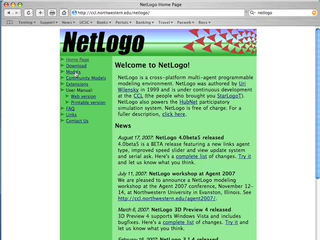 NetLogo Home Page
http://ccl.northwestern.edu/netlogo/
netlogo
NetLogo
Home Page
Download
Models
Community Models
Extensions
User Manual
Web version
Printable version
FAQ
Links
Contact Us
Welcome to NetLogo!
NetLogo is a cross-platform multi-agent programmable
modeling environment. NetLogo was authored by Uri
Wilensky in 1999 and is under continuous development
at the CCL (the people who brought you StarLogoT).
NetLogo also powers the HubNet participatory
simulation system. NetLogo is free of charge. For a
fuller description, click here.
News
August 17, 2007: NetLogo 4.0beta5 released
4.0beta5 is a BETA release featuring a new links agent
type, improved speed slider and view update system
and serial ask. Here's a complete list of changes. Try it
and let us know what you think.
July 11, 2007: NetLogo workshop at Agent 2007
We are pleased to announce a NetLogo modeling
workshop at the Agent 2007 conference, November 12-
14, at Northwestern University in Evanston, Illinois. See
http://ccl.northwestern.edu/agent2007/.
March 6, 2007: NetLogo 3D Preview 4 released
3D Preview 4 supports Windows Vista and includes
bugfixes. Here's a complete list of changes. Try it and
let us know what you think.